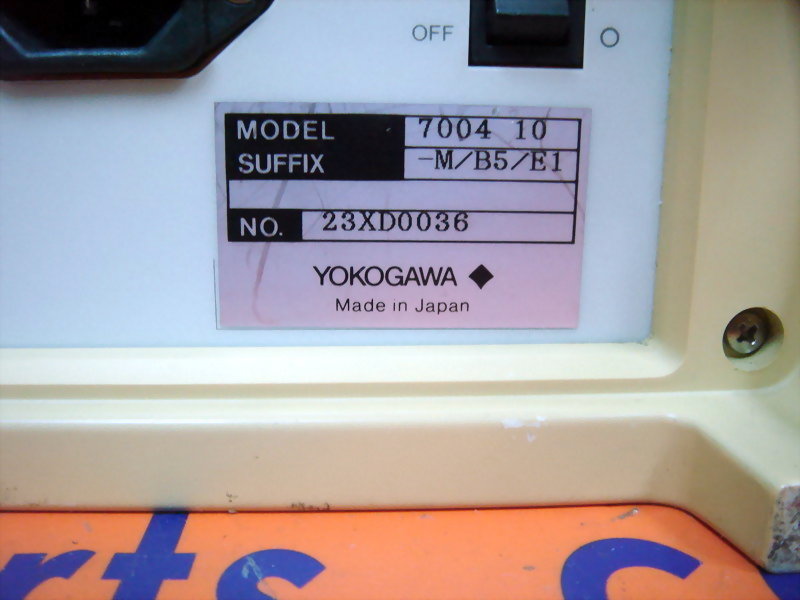 OFF
MODEL 7004 10
SUFFIX -M/B5/E1
NO. 23XD0036
YOKOGAWA
Made in Japan